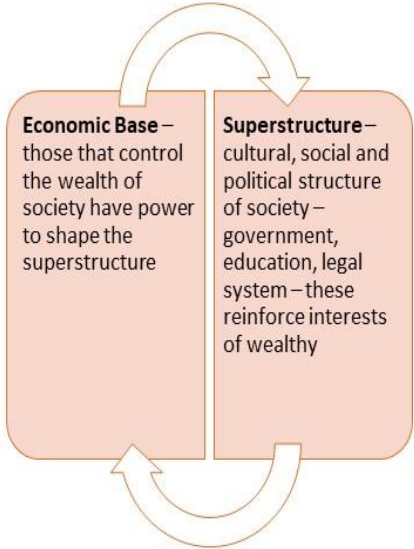 Economic Base –
those that control
the wealth of
society have power
to shape the
superstructure
Superstructure –
cultural, social and
political structure
of society –
government,
education, legal
system – these
reinforce interests
of wealthy